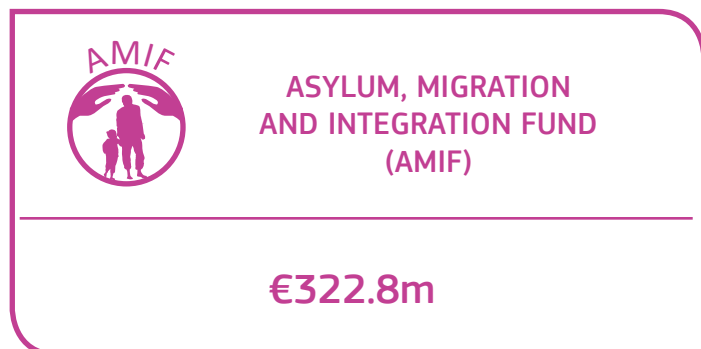 AMIF
ASYLUM, MIGRATION
AND INTEGRATION FUND
(AMIF)
€322.8m